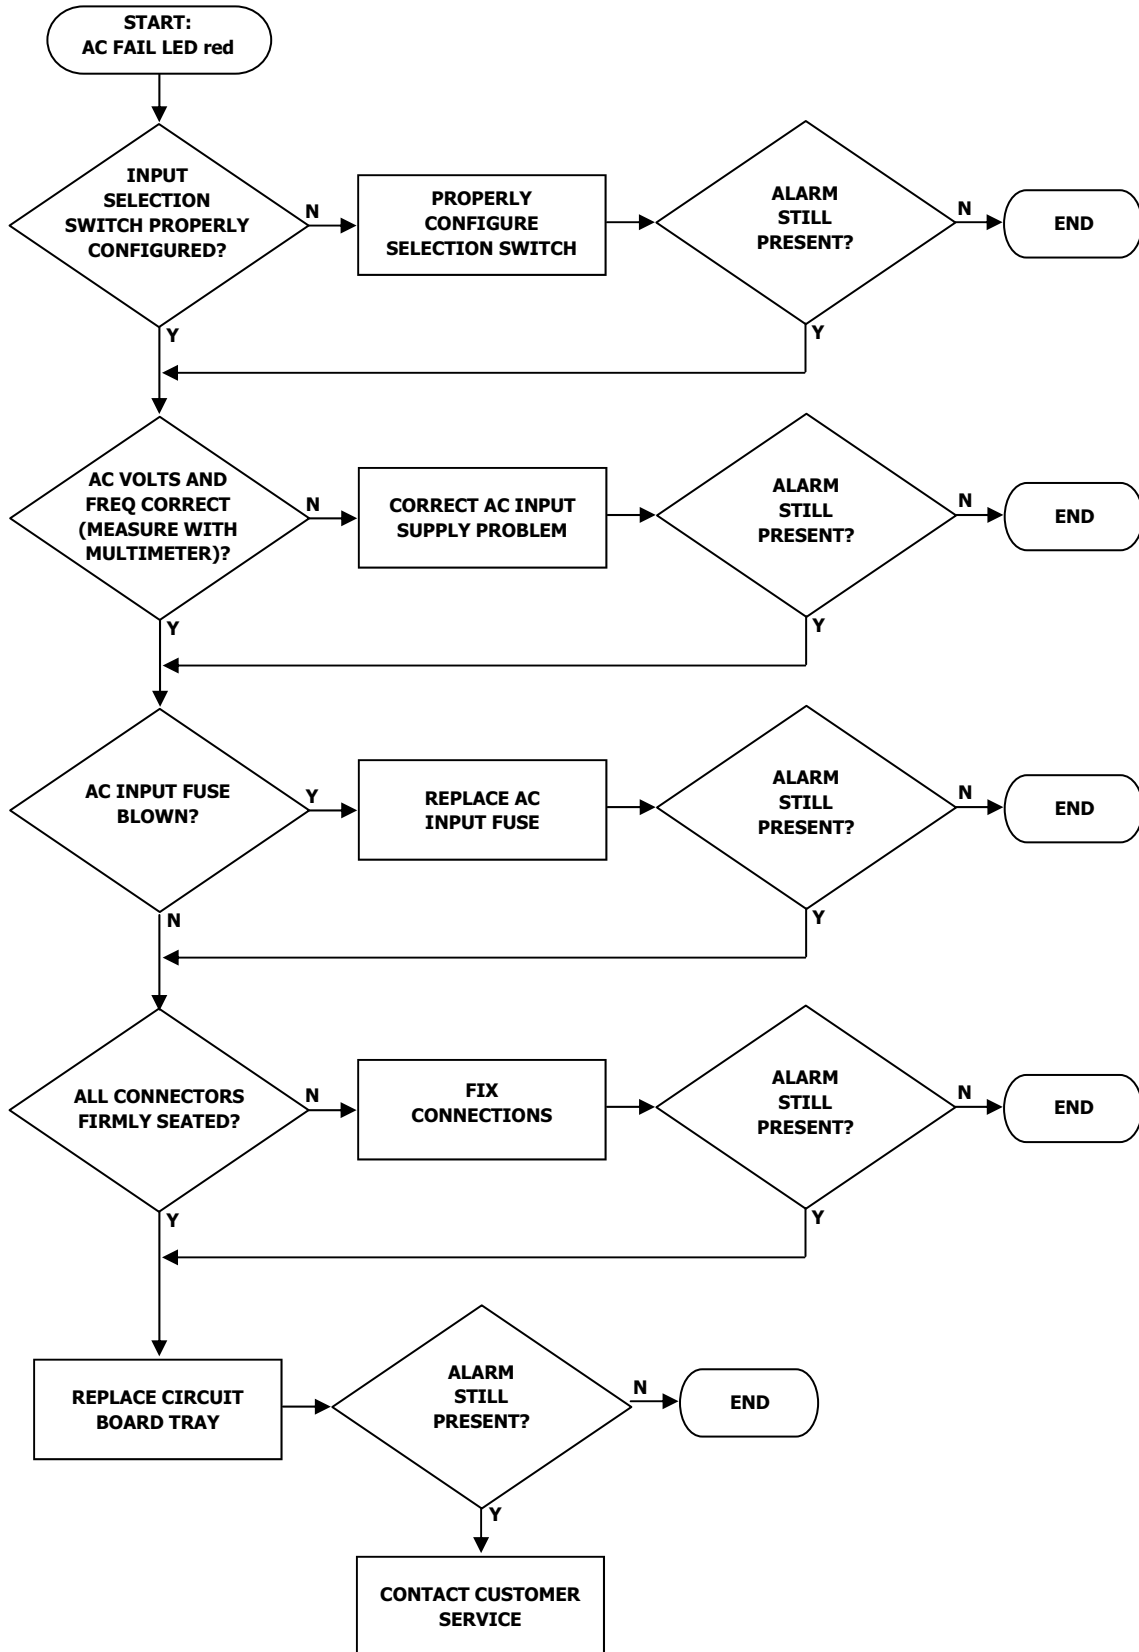 START:
AC FAIL LED red
INPUT
SELECTION
SWITCH PROPERLY
CONFIGURED?
N
Y
PROPERLY
CONFIGURE
SELECTION SWITCH
ALARM
STILL
PRESENT?
N
Y
END
AC VOLTS AND
FREQ CORRECT
(MEASURE WITH
MULTIMETER)?
N
Y
CORRECT AC INPUT
SUPPLY PROBLEM
ALARM
STILL
PRESENT?
N
Y
END
AC INPUT FUSE
BLOWN?
Y
N
REPLACE AC
INPUT FUSE
ALARM
STILL
PRESENT?
N
Y
END
ALL CONNECTORS
FIRMLY SEATED?
N
Y
FIX
CONNECTIONS
ALARM
STILL
PRESENT?
N
Y
END
REPLACE CIRCUIT
BOARD TRAY
ALARM
STILL
PRESENT?
N
Y
END
CONTACT CUSTOMER
SERVICE